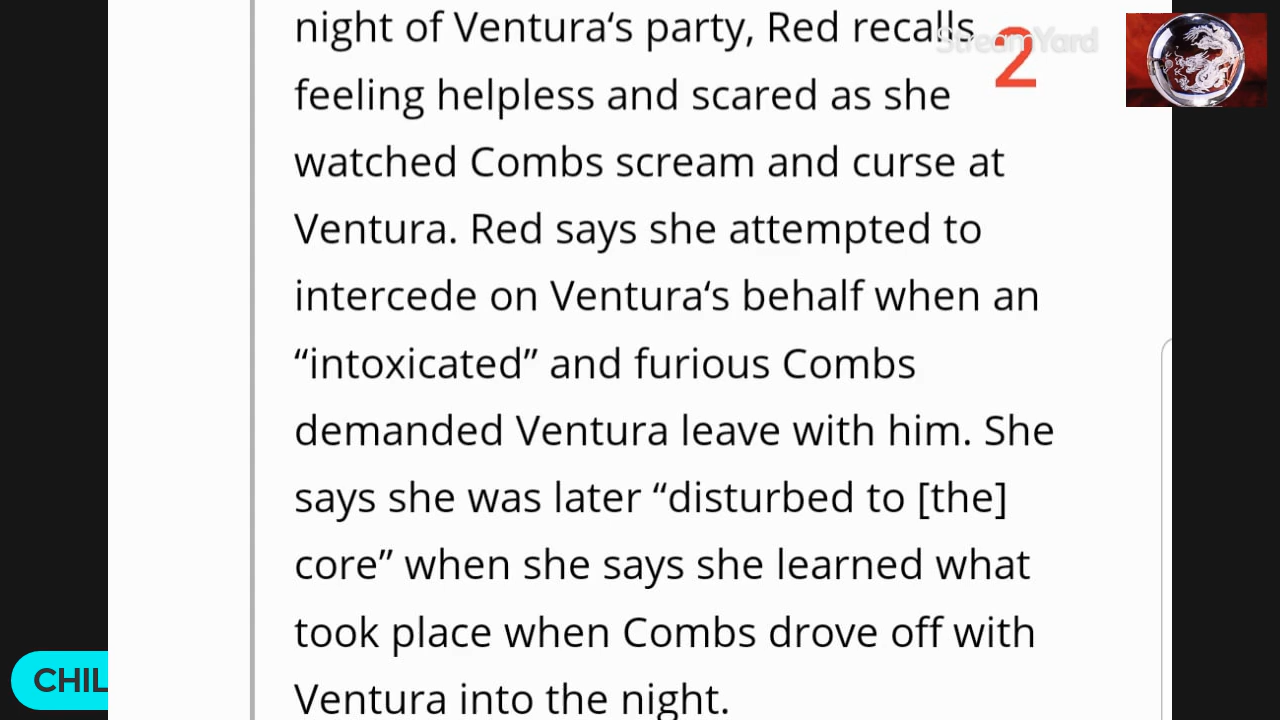 night of Ventura‘s party, Red recalls
StreamYard
2
feeling helpless and scared as she
watched Combs scream and curse at
Ventura. Red says she attempted to
intercede on Ventura‘s behalf when an
“intoxicated” and furious Combs
demanded Ventura leave with him. She
says she was later “disturbed to [the]
core” when she says she learned what
took place when Combs drove off with
Ventura into the night.
CHIL